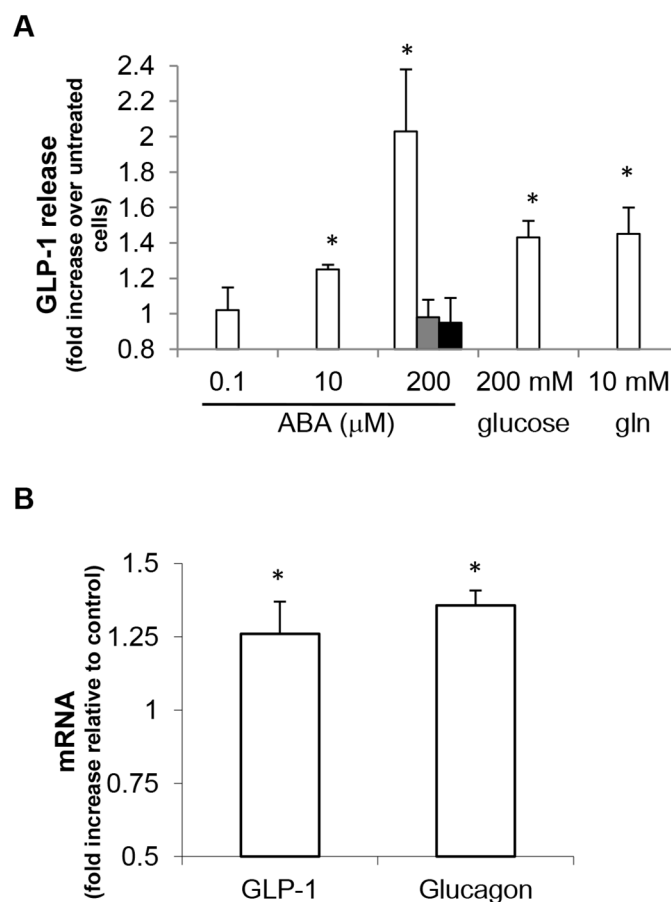 A
GLP-1 release
(fold increase over untreated
cells)
2.4
2.2
2
1.8
1.6
1.4
1.2
1
0.8
*
*
*
*
0.1 10 200 200 mM 10 mM
ABA (μM) glucose gln
B
mRNA
(fold increase relative to control)
1.5
1.25
1
0.75
0.5
*
*
GLP-1 Glucagon